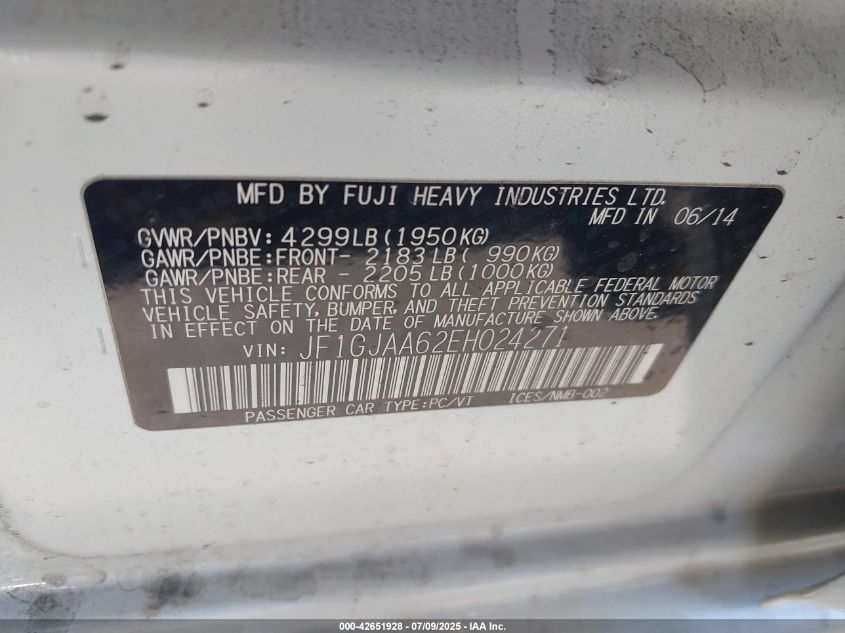 MFD BY FUJI HEAVY INDUSTRIES LTD.
MFD IN 06/14
GVWR/PNBV: 4299LB(1950KG)
GAWR/PNBE:FRONT- 2183LB( 990KG)
GAWR/PNBE:REAR - 2205LB(1000KG)
THIS VEHICLE CONFORMS TO ALL APPLICABLE FEDERAL MOTOR
VEHICLE SAFETY, BUMPER, AND THEFT PREVENTION STANDARDS
IN EFFECT ON THE DATE OF MANUFACTURE SHOWN ABOVE.
VIN: JF1GJAA62EH024271
PASSENGER CAR TYPE:PC/VT ICES/NMB-002
000-42651928 - 07/09/2025 - IAA Inc.